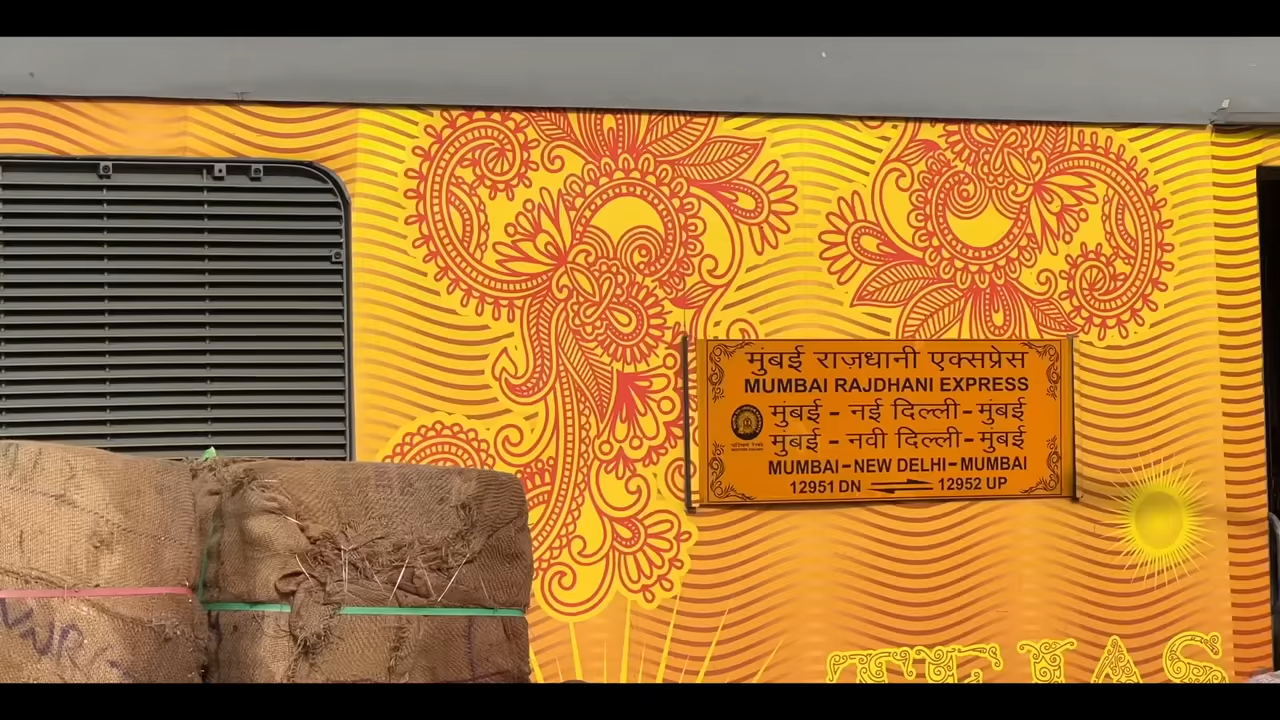 मुंबई राज़धानी एक्सप्रेस
MUMBAI RAJDHANI EXPRESS
मुंबई - नई दिल्ली - मुंबई
मुंबई - नवी दिल्ली - मुंबई
MUMBAI - NEW DELHI - MUMBAI
12951 DN 12952 UP
TEJAS